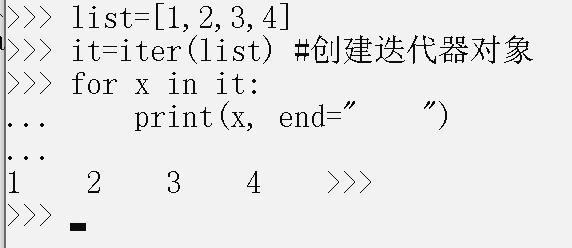 >>> list=[1,2,3,4]
>>> it=iter(list) #创建迭代器对象
>>> for x in it:
...     print(x, end="    ")
...
1    2    3    4    >>>
>>>